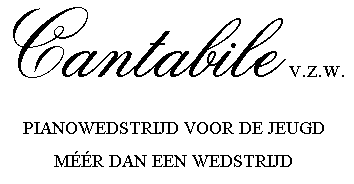 Cantabile v.z.w.
PIANOWEDSTRIJD VOOR DE JEUGD
MÉÉR DAN EEN WEDSTRIJD